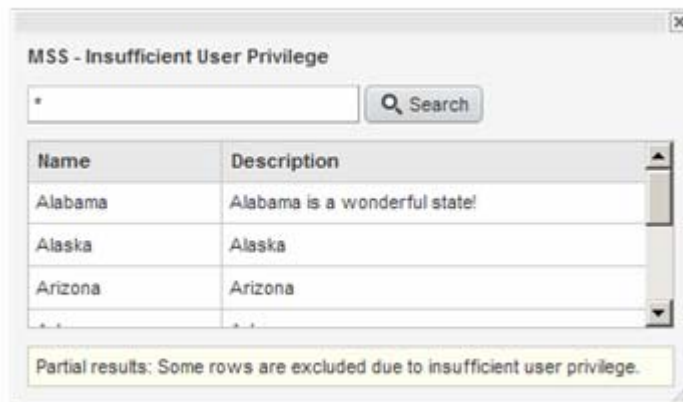 MSS - Insufficient User Privilege
*
Search
Name Description
Alabama Alabama is a wonderful state!
Alaska Alaska
Arizona Arizona
Partial results: Some rows are excluded due to insufficient user privilege.